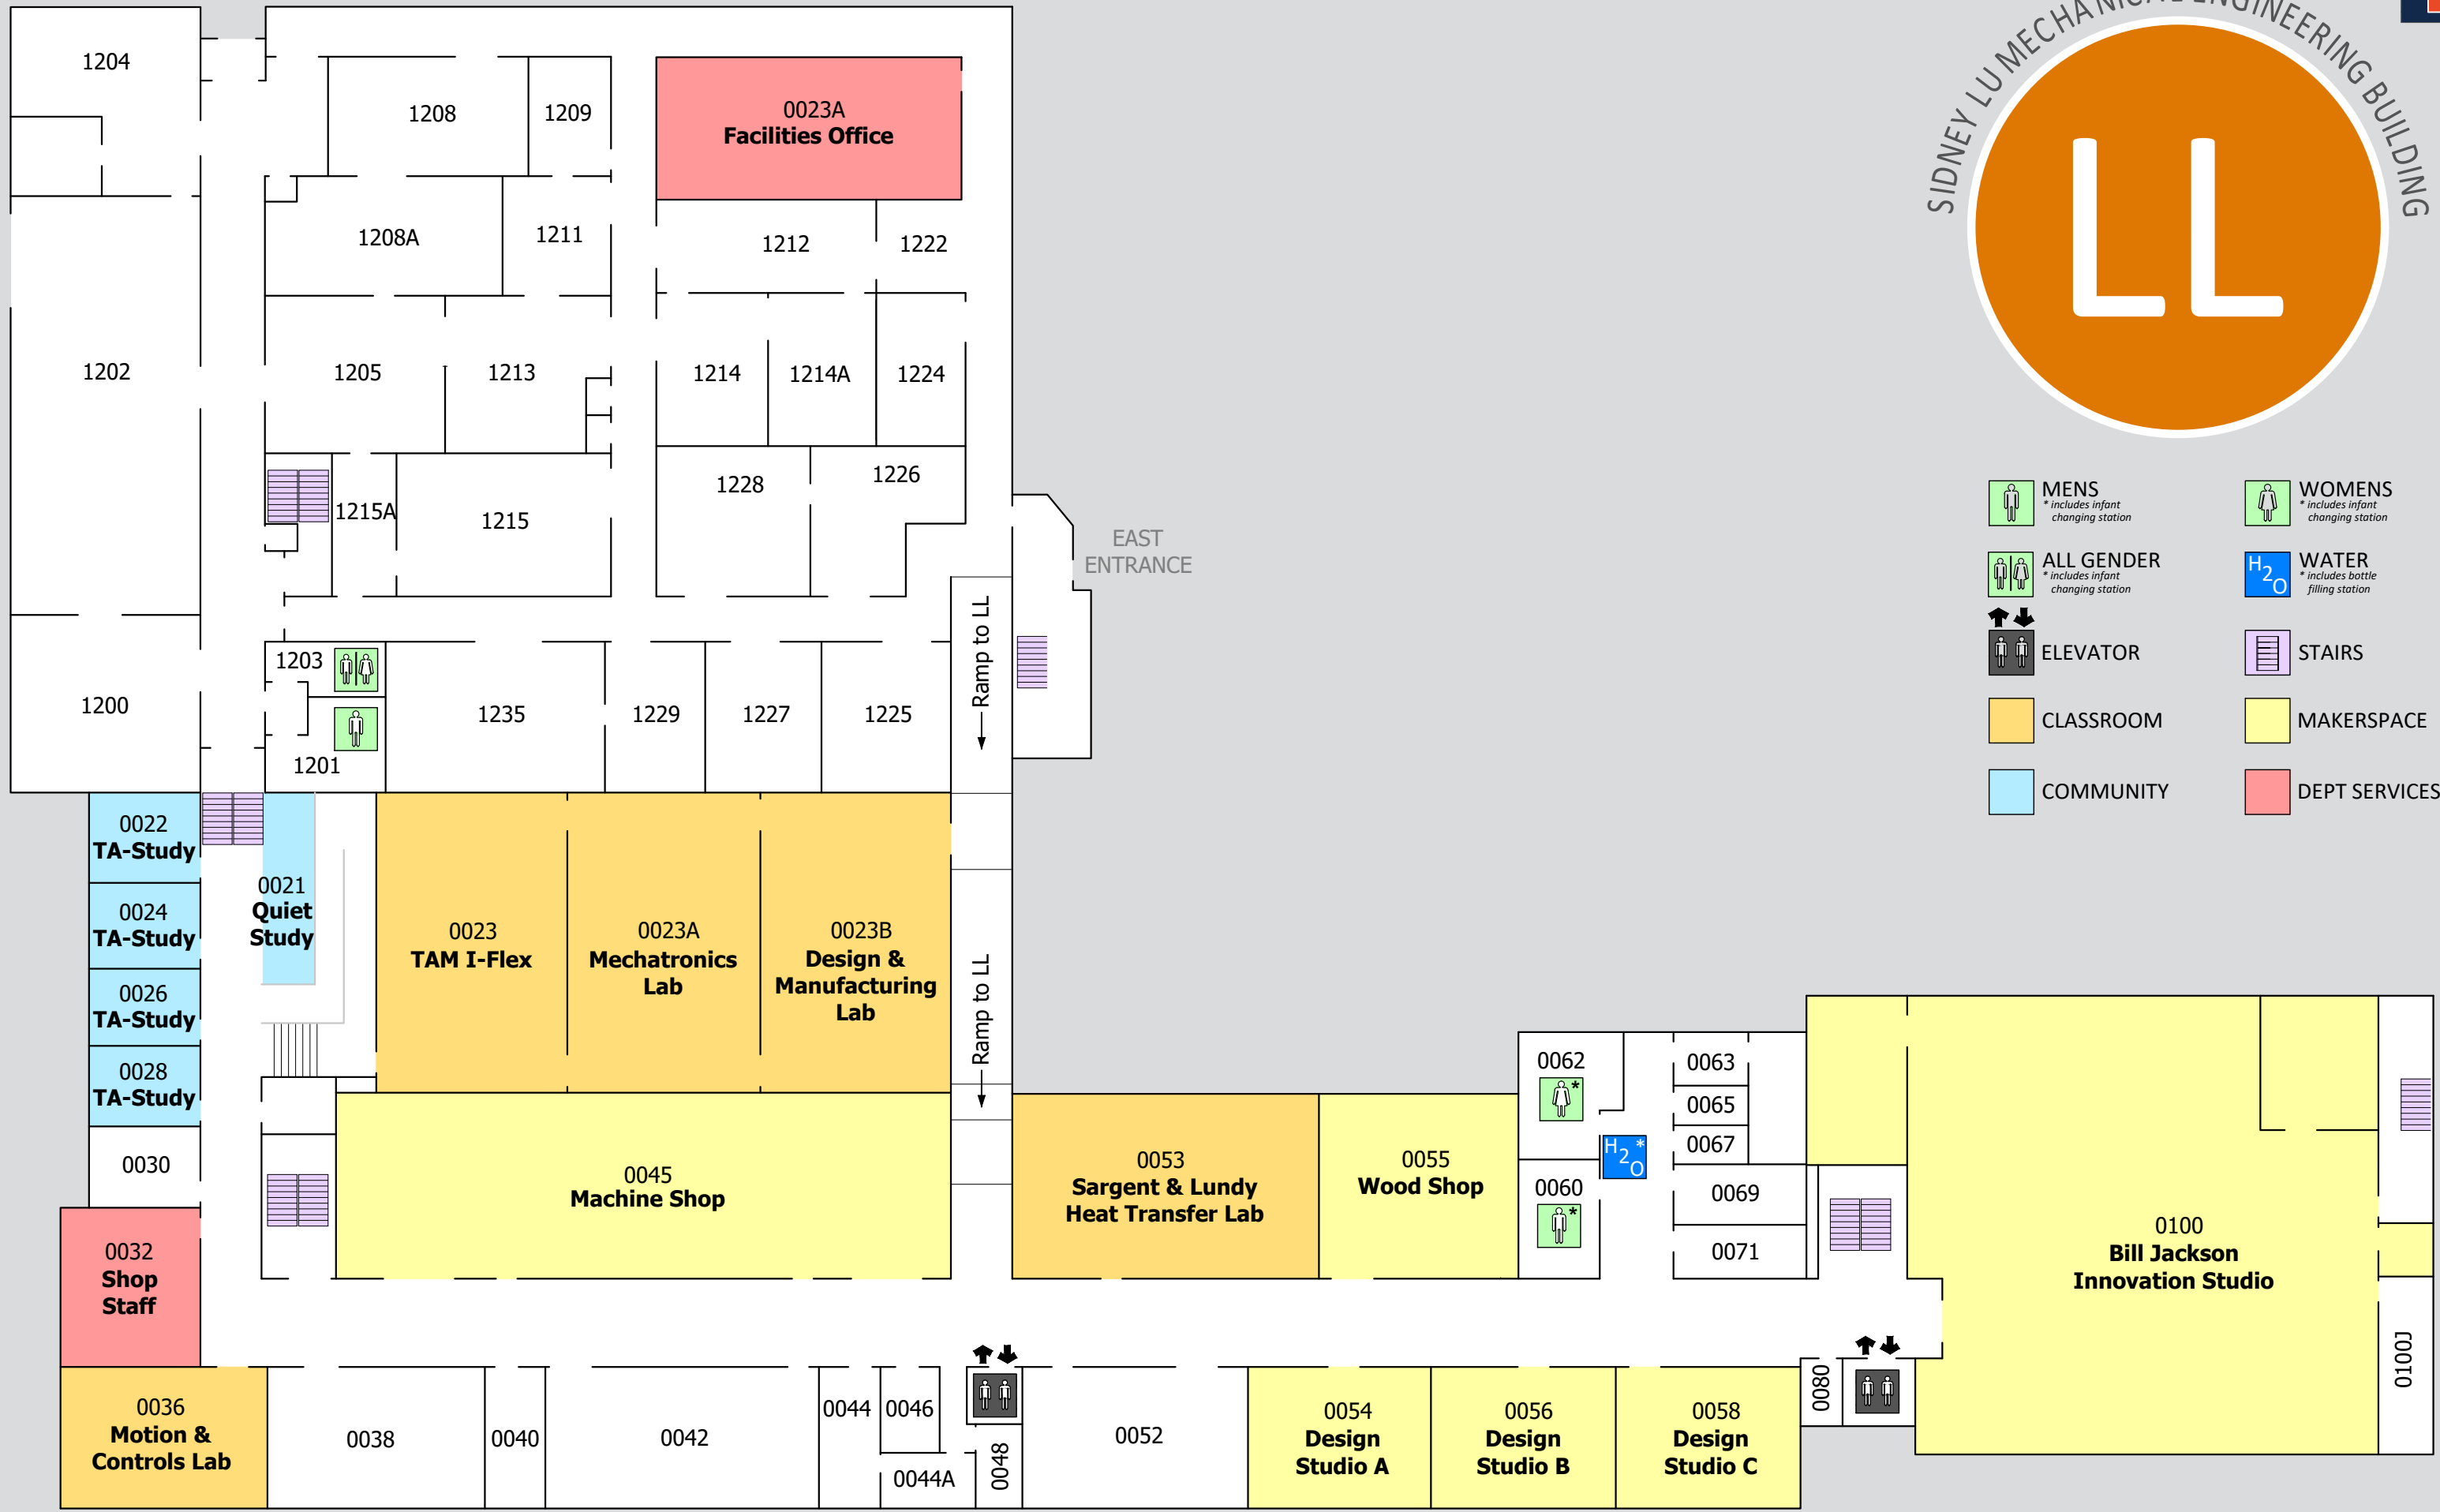 SIDNEY LU MECHANICAL ENGINEERING BUILDING
LL
MENS
* includes infant
changing station
WOMENS
* includes infant
changing station
ALL GENDER
* includes infant
changing station
H2O
WATER
* includes bottle
filling station
ELEVATOR
STAIRS
CLASSROOM
MAKERSPACE
COMMUNITY
DEPT SERVICES
1204
1208
1209
0023A
Facilities Office
1208A
1211
1212
1222
1202
1205
1213
1214
1214A
1224
1215A
1215
1228
1226
EAST
ENTRANCE
Ramp to LL
1203
1200
1201
1235
1229
1227
1225
0022
TA-Study
0021
Quiet
Study
0024
TA-Study
0023
TAM I-Flex
0023A
Mechatronics
Lab
0023B
Design &
Manufacturing
Lab
Ramp to LL
0026
TA-Study
0028
TA-Study
0030
0045
Machine Shop
0053
Sargent & Lundy
Heat Transfer Lab
0055
Wood Shop
0062
*
H2O*
0060
*
0063
0065
0067
0069
0071
0100
Bill Jackson
Innovation Studio
0100J
0032
Shop
Staff
0036
Motion &
Controls Lab
0038
0040
0042
0044
0046
0044A
0048
0052
0054
Design
Studio A
0056
Design
Studio B
0058
Design
Studio C
0080